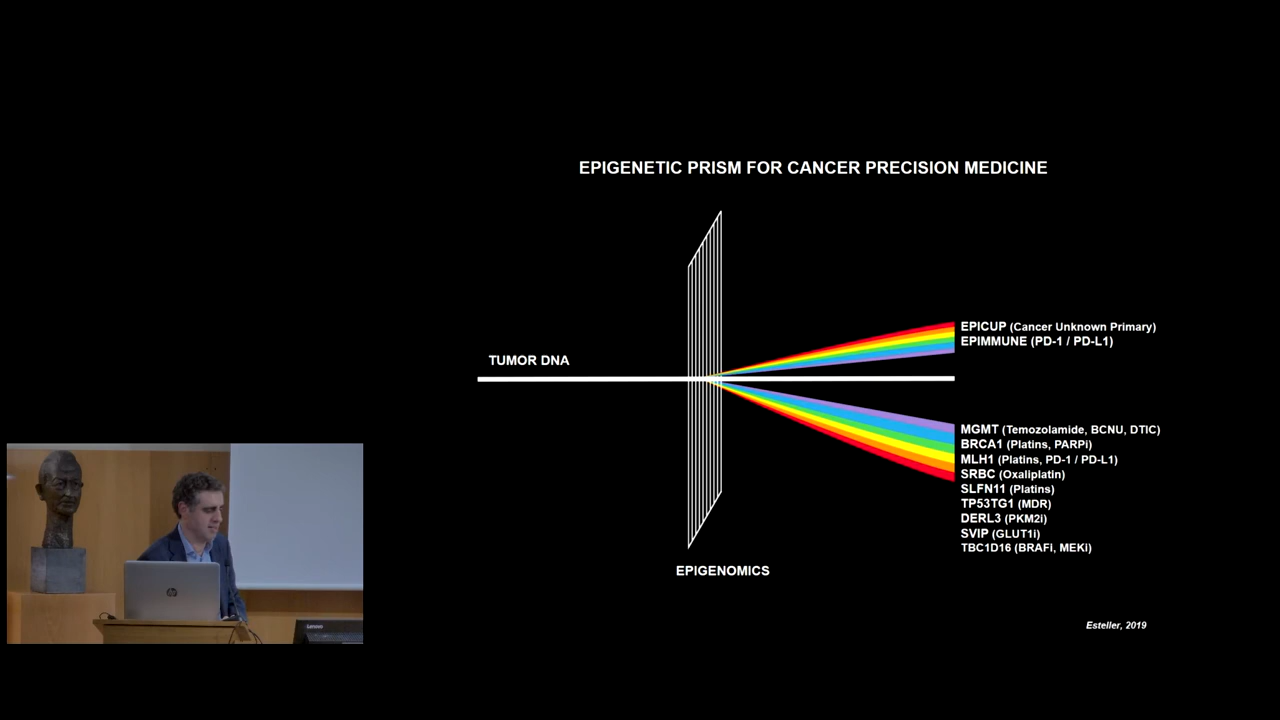 EPIGENETIC PRISM FOR CANCER PRECISION MEDICINE
TUMOR DNA
EPICUP (Cancer Unknown Primary)
EPIMMUNE (PD-1 / PD-L1)
MGMT (Temozolamide, BCNU, DTIC)
BRCA1 (Platins, PARPi)
MLH1 (Platins, PD-1 / PD-L1)
SRBC (Oxaliplatin)
SLFN11 (Platins)
TP53TG1 (MDR)
DERL3 (PKM2i)
SVIP (GLUT1i)
TBC1D16 (BRAFi, MEKi)
EPIGENOMICS
Esteller, 2019
hp
Lenovo